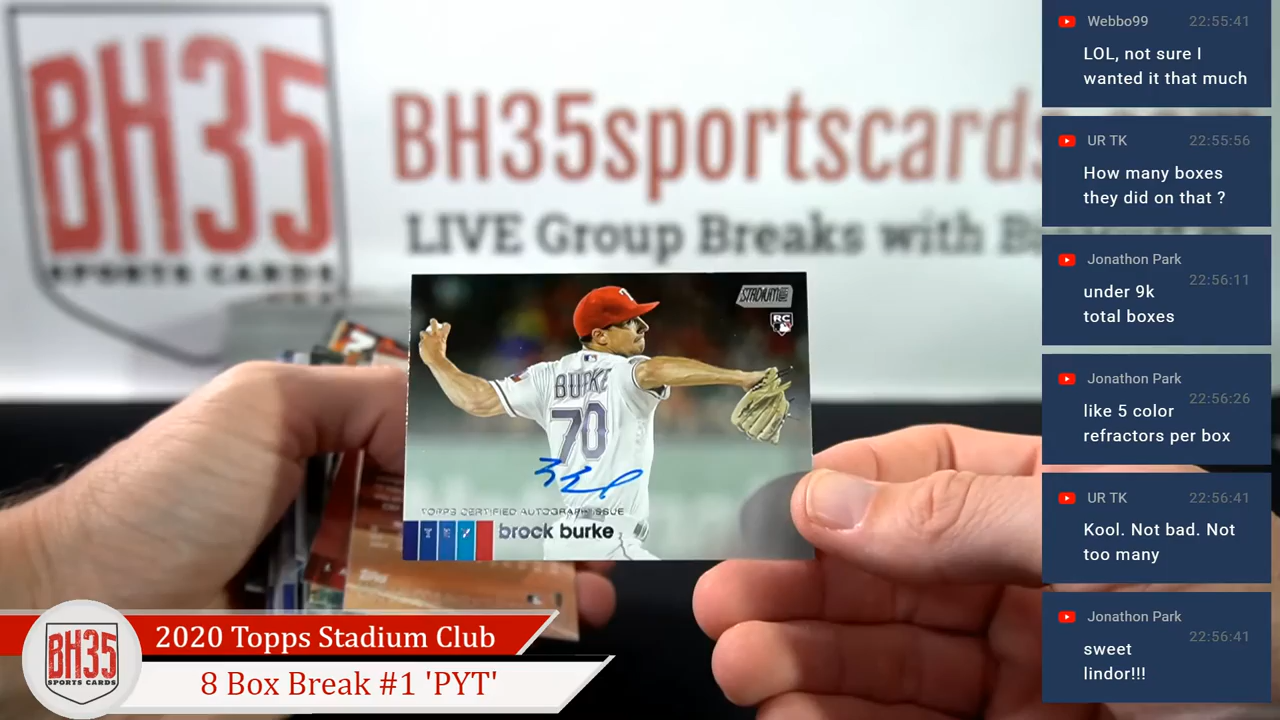 BH35
SPORTS CARDS
BH35sportscards
LIVE Group Breaks with
STADIUM
RC
BURKE
70
TOPPS CERTIFIED AUTOGRAPH ISSUE
TEX
brock burke
topps
BH35
SPORTS CARDS
2020 Topps Stadium Club
8 Box Break #1 'PYT'
Webbo99 22:55:41
LOL, not sure I
wanted it that much
UR TK 22:55:56
How many boxes
they did on that ?
Jonathon Park
22:56:11
under 9k
total boxes
Jonathon Park
22:56:26
like 5 color
refractors per box
UR TK 22:56:41
Kool. Not bad. Not
too many
Jonathon Park
22:56:41
sweet
lindor!!!